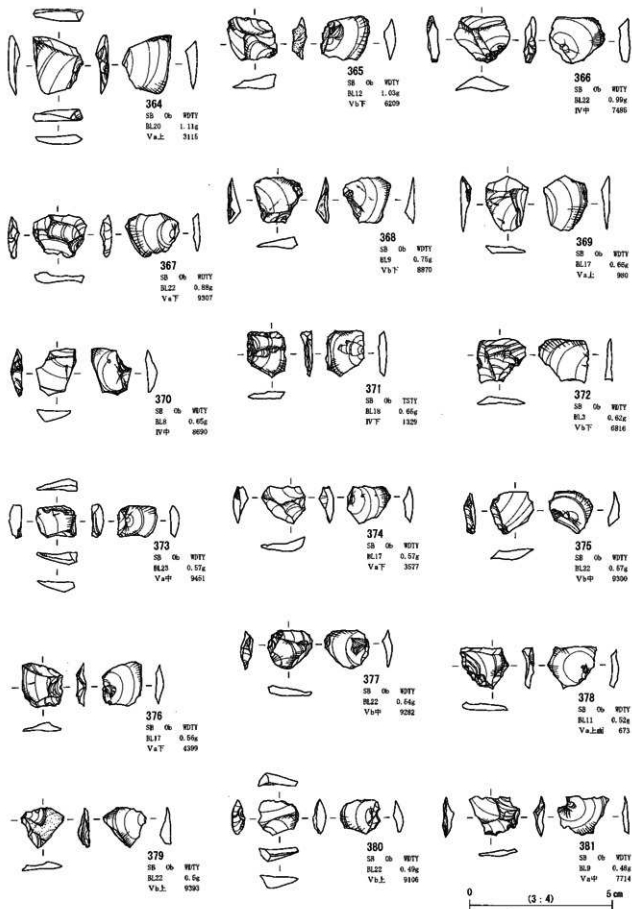 364
SB Ob WDTY
BL20 1.11g
Va上 3115
365
SB Ob WDTY
BL12 1.03g
Vb下 6209
366
SB Ob WDTY
BL22 0.99g
IV中 7485
367
SB Ob WDTY
BL22 0.88g
Va下 9307
368
SB Ob WDTY
BL9 0.75g
Vb下 8870
369
SB Ob WDTY
BL17 0.66g
Va上 980
370
SB Ob WDTY
BL8 0.65g
IV中 8690
371
SB Ob TSTY
BL18 0.65g
IV下 1329
372
SB Ob WDTY
BL3 0.62g
Vb下 6816
373
SB Ob WDTY
BL23 0.57g
Va中 9451
374
SB Ob WDTY
BL17 0.57g
Va下 3577
375
SB Ob WDTY
BL22 0.57g
Vb中 9300
376
SB Ob WDTY
BL17 0.56g
Va下 4399
377
SB Ob WDTY
BL22 0.54g
Vb中 9282
378
SB Ob WDTY
BL11 0.52g
Va上 673
379
SB Ob WDTY
BL22 0.5g
Vb上 9393
380
SB Ob WDTY
BL22 0.49g
Vb上 9106
381
SB Ob WDTY
BL9 0.48g
Va中 7714
0 (3:4) 5cm